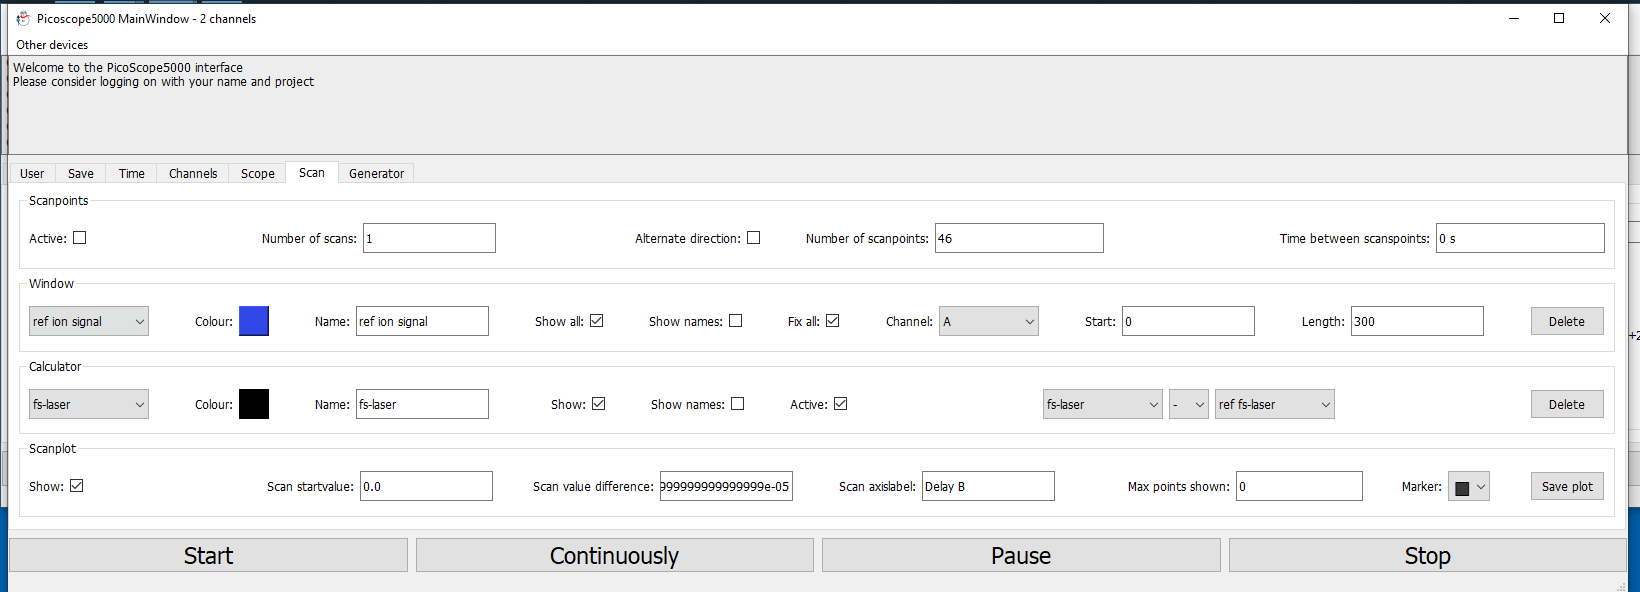 Picoscope5000 MainWindow - 2 channels
Other devices
Welcome to the PicoScope5000 interface
Please consider logging on with your name and project
User Save Time Channels Scope Scan Generator
Scanpoints
Active: Number of scans: 1 Alternate direction: Number of scanpoints: 46 Time between scanspoints: 0 s
Window
ref ion signal Colour: Name: ref ion signal Show all: Show names: Fix all: Channel: A Start: 0 Length: 300 Delete
Calculator
fs-laser Colour: Name: fs-laser Show: Show names: Active: fs-laser - ref fs-laser Delete
Scanplot
Show: Scan startvalue: 0.0 Scan value difference: 999999999999999e-05 Scan axislabel: Delay B Max points shown: 0 Marker: Save plot
Start Continuously Pause Stop